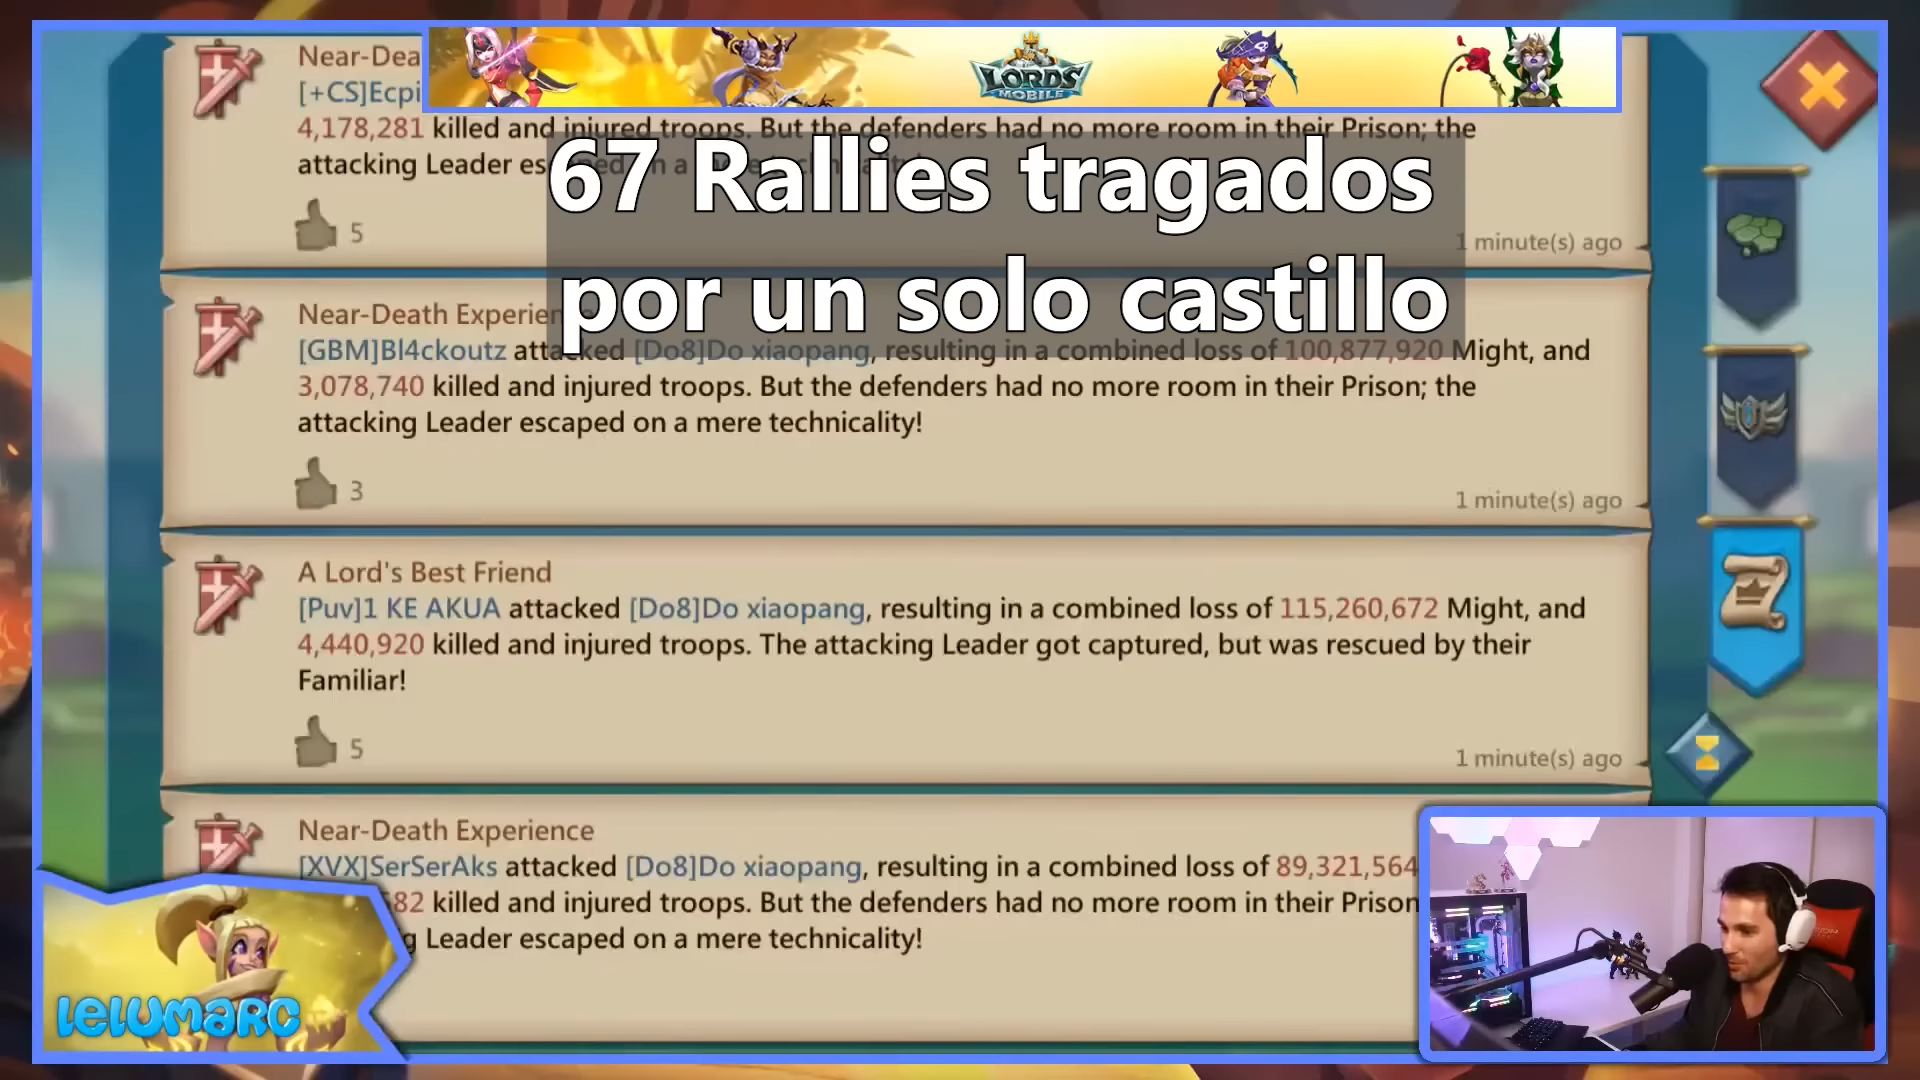 Near-Dea
[+CS]Ecpi
LORDS
MOBILE
4,178,281 killed and injured troops. But the defenders had no more room in their Prison; the
attacking Leader
67 Rallies tragados
por un solo castillo
5
1 minute(s) ago
Near-Death Experien
[GBM]Bl4ckoutz attacked [Do8]Do xiaopang, resulting in a combined loss of 100,877,920 Might, and
3,078,740 killed and injured troops. But the defenders had no more room in their Prison; the
attacking Leader escaped on a mere technicality!
3
1 minute(s) ago
A Lord's Best Friend
[Puv]1 KE AKUA attacked [Do8]Do xiaopang, resulting in a combined loss of 115,260,672 Might, and
4,440,920 killed and injured troops. The attacking Leader got captured, but was rescued by their
Familiar!
5
1 minute(s) ago
Near-Death Experience
[XVX]SerSerAks attacked [Do8]Do xiaopang, resulting in a combined loss of 89,321,564
682 killed and injured troops. But the defenders had no more room in their Prison
g Leader escaped on a mere technicality!
LELUMARC